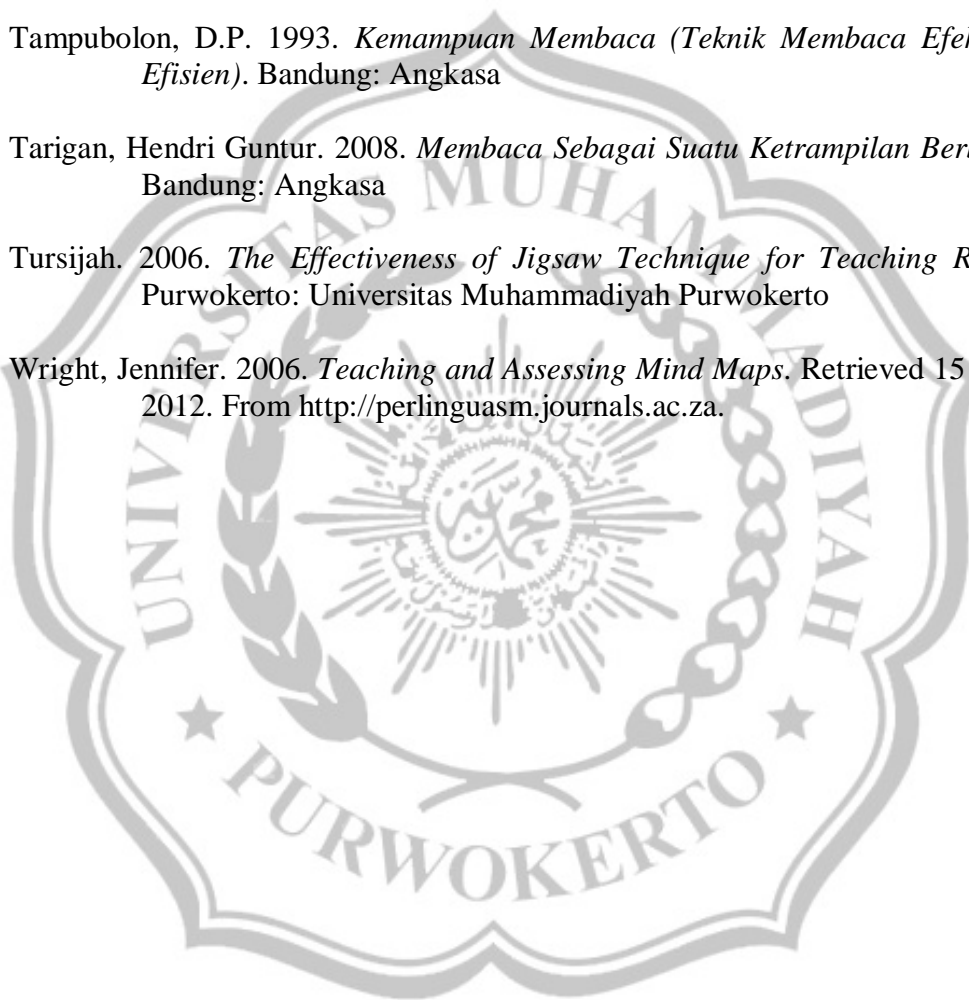 Tampubolon, D.P. 1993. Kemampuan Membaca (Teknik Membaca
Efisien). Bandung: Angkasa
Tarigan, Hendri Guntur. 2008. Membaca Sebagai Suatu Ketrampilan
Bandung: Angkasa
Tursijah. 2006. The Effectiveness of Jigsaw Technique for Teaching
Purwokerto: Universitas Muhammadiyah Purwokerto
Wright, Jennifer. 2006. Teaching and Assessing Mind Maps. Retrieved 15
2012. From http://perlinguasm.journals.ac.za.
UNIVERSITAS MUHAMMADIYAH
PURWOKERTO